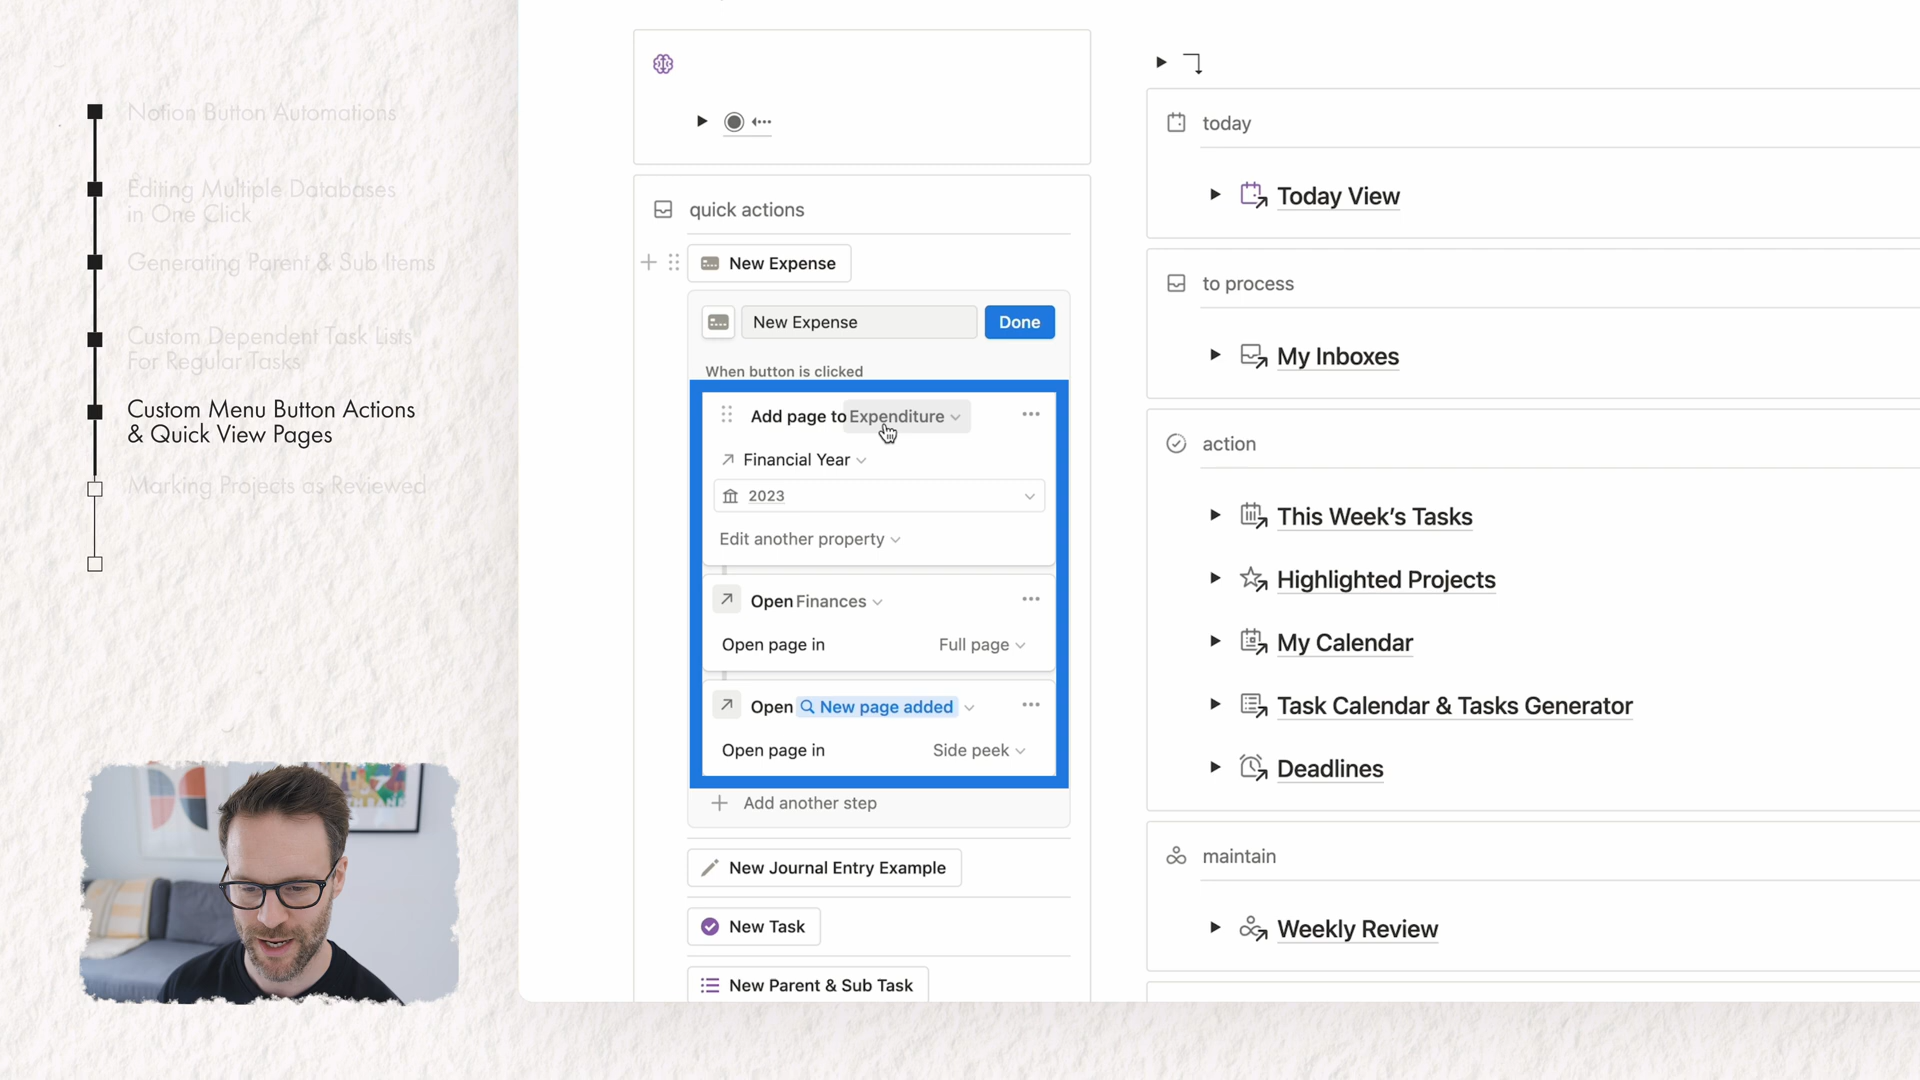 Notion Button Automations
Editing Multiple Databases
in One Click
Generating Parent & Sub Items
Custom Dependent Task Lists
For Regular Tasks
Custom Menu Button Actions
& Quick View Pages
Marking Projects as Reviewed
quick actions
New Expense
New Expense
Done
When button is clicked
Add page to Expenditure
Financial Year
2023
Edit another property
Open Finances
Open page in Full page
Open New page added
Open page in Side peek
Add another step
New Journal Entry Example
New Task
New Parent & Sub Task
today
Today View
to process
My Inboxes
action
This Week’s Tasks
Highlighted Projects
My Calendar
Task Calendar & Tasks Generator
Deadlines
maintain
Weekly Review